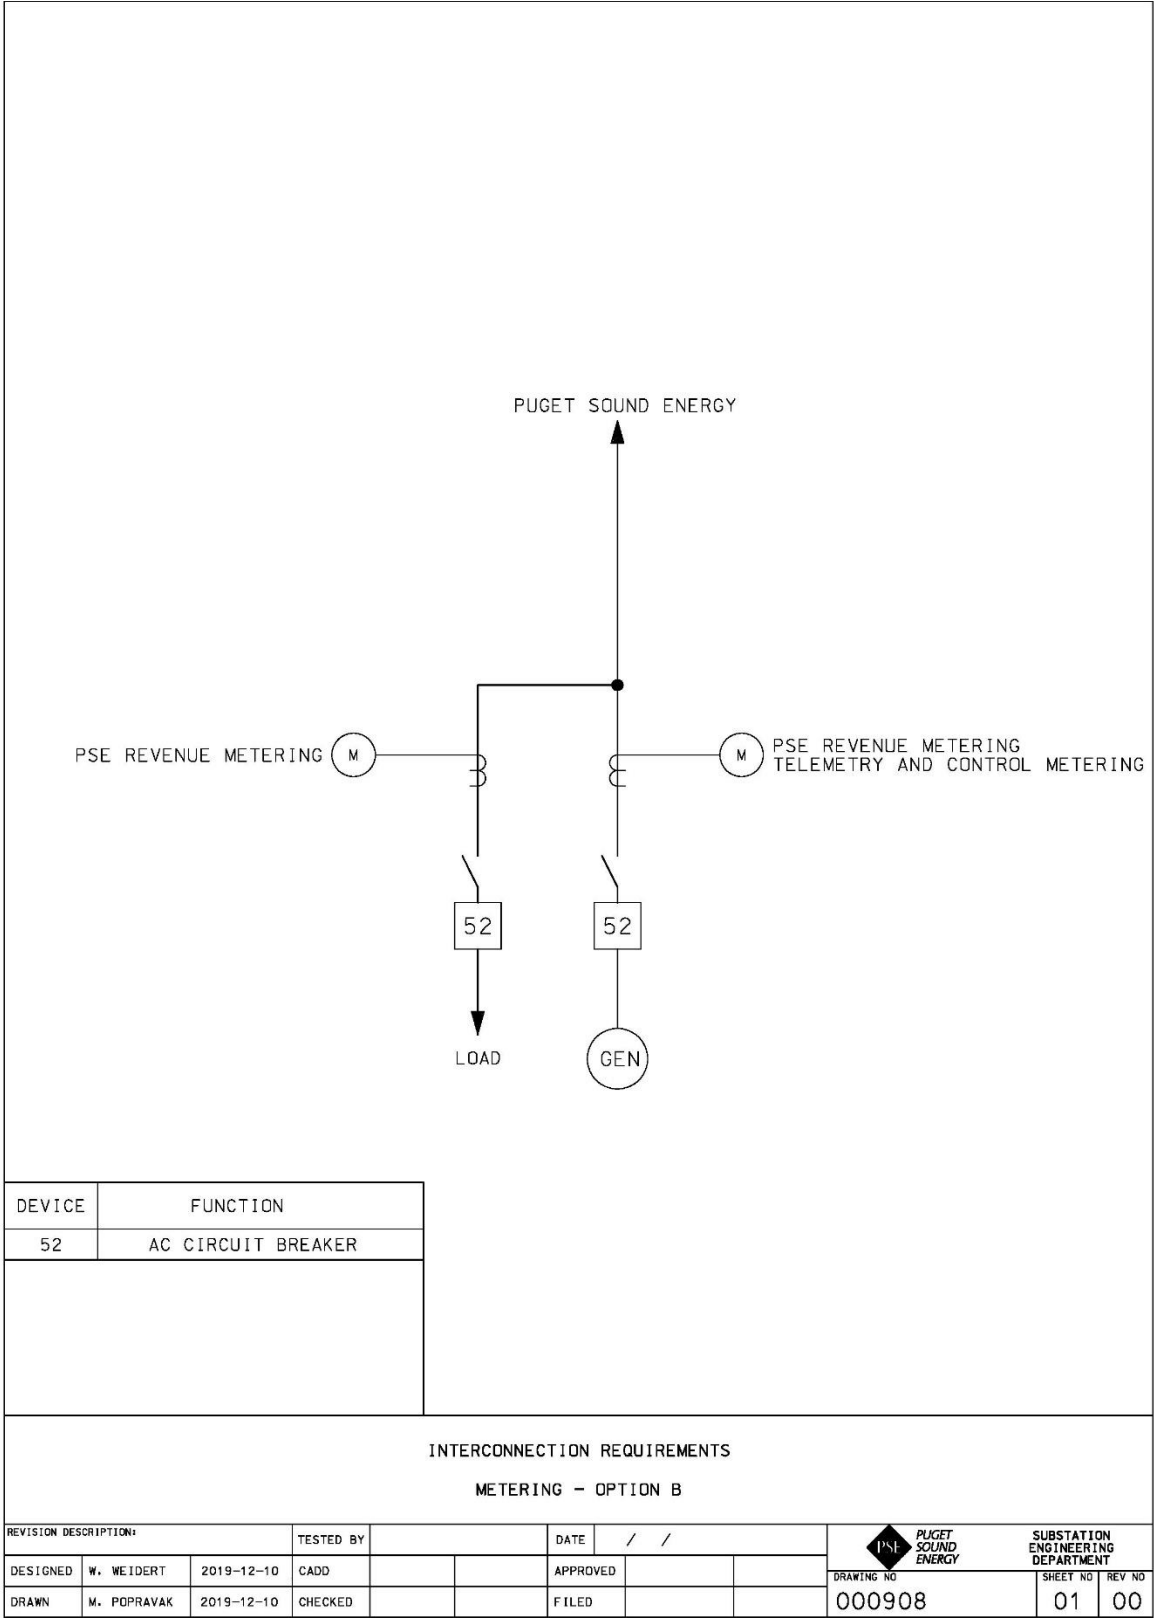 PUGET SOUND ENERGY
PSE REVENUE METERING
M
M
PSE REVENUE METERING
TELEMETRY AND CONTROL METERING
52
52
LOAD
GEN
DEVICE FUNCTION
52 AC CIRCUIT BREAKER
INTERCONNECTION REQUIREMENTS
METERING - OPTION B
REVISION DESCRIPTION:
TESTED BY
DATE / /
DESIGNED W. WEIDERT 2019-12-10 CADD APPROVED
DRAWN M. POPRAVAK 2019-12-10 CHECKED FILED
PSE
PUGET
SOUND
ENERGY
SUBSTATION
ENGINEERING
DEPARTMENT
DRAWING NO
000908
SHEET NO
01
REV NO
00